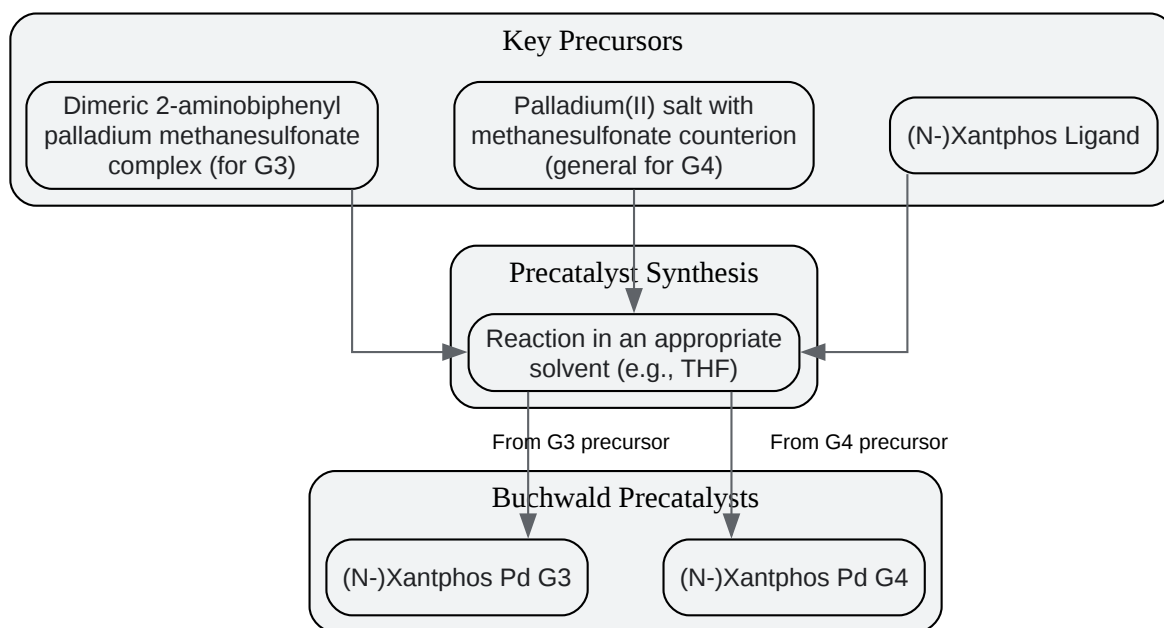 Key Precursors
Dimeric 2-aminobiphenyl
palladium methanesulfonate
complex (for G3)
Palladium(II) salt with
methanesulfonate counterion
(general for G4)
(N-)Xantphos Ligand
Precatalyst Synthesis
Reaction in an appropriate
solvent (e.g., THF)
From G3 precursor
From G4 precursor
Buchwald Precatalysts
(N-)Xantphos Pd G3
(N-)Xantphos Pd G4